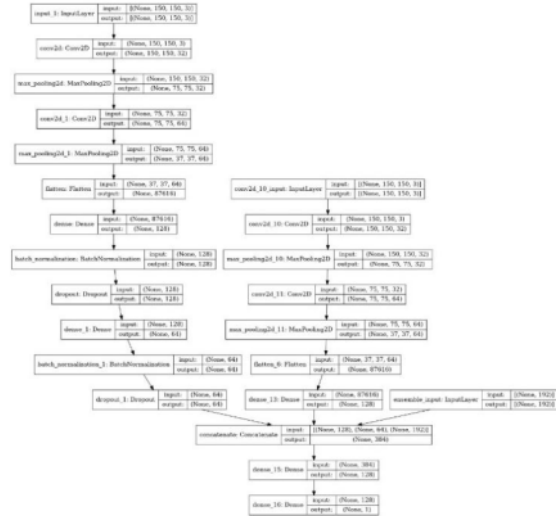 input_1: InputLayer input: [(None, 150, 150, 3)]
output: [(None, 150, 150, 3)]
conv2d: Conv2D input: (None, 150, 150, 3)
output: (None, 150, 150, 32)
max_pooling2d: MaxPooling2D input: (None, 150, 150, 32)
output: (None, 75, 75, 32)
conv2d_1: Conv2D input: (None, 75, 75, 32)
output: (None, 75, 75, 64)
max_pooling2d_1: MaxPooling2D input: (None, 75, 75, 64)
output: (None, 37, 37, 64)
flatten: Flatten input: (None, 37, 37, 64)
output: (None, 87616)
dense: Dense input: (None, 87616)
output: (None, 128)
batch_normalization: BatchNormalization input: (None, 128)
output: (None, 128)
dropout: Dropout input: (None, 128)
output: (None, 128)
dense_1: Dense input: (None, 128)
output: (None, 64)
batch_normalization_1: BatchNormalization input: (None, 64)
output: (None, 64)
dropout_1: Dropout input: (None, 64)
output: (None, 64)
conv2d_10_input: InputLayer input: [(None, 150, 150, 3)]
output: [(None, 150, 150, 3)]
conv2d_10: Conv2D input: (None, 150, 150, 3)
output: (None, 150, 150, 32)
max_pooling2d_10: MaxPooling2D input: (None, 150, 150, 32)
output: (None, 75, 75, 32)
conv2d_11: Conv2D input: (None, 75, 75, 32)
output: (None, 75, 75, 64)
max_pooling2d_11: MaxPooling2D input: (None, 75, 75, 64)
output: (None, 37, 37, 64)
flatten_6: Flatten input: (None, 37, 37, 64)
output: (None, 87616)
dense_13: Dense input: (None, 87616)
output: (None, 128)
ensemble_input: InputLayer input: [(None, 192)]
output: [(None, 192)]
concatenate: Concatenate input: [(None, 128), (None, 64), (None, 192)]
output: (None, 384)
dense_15: Dense input: (None, 384)
output: (None, 128)
dense_16: Dense input: (None, 128)
output: (None, 1)